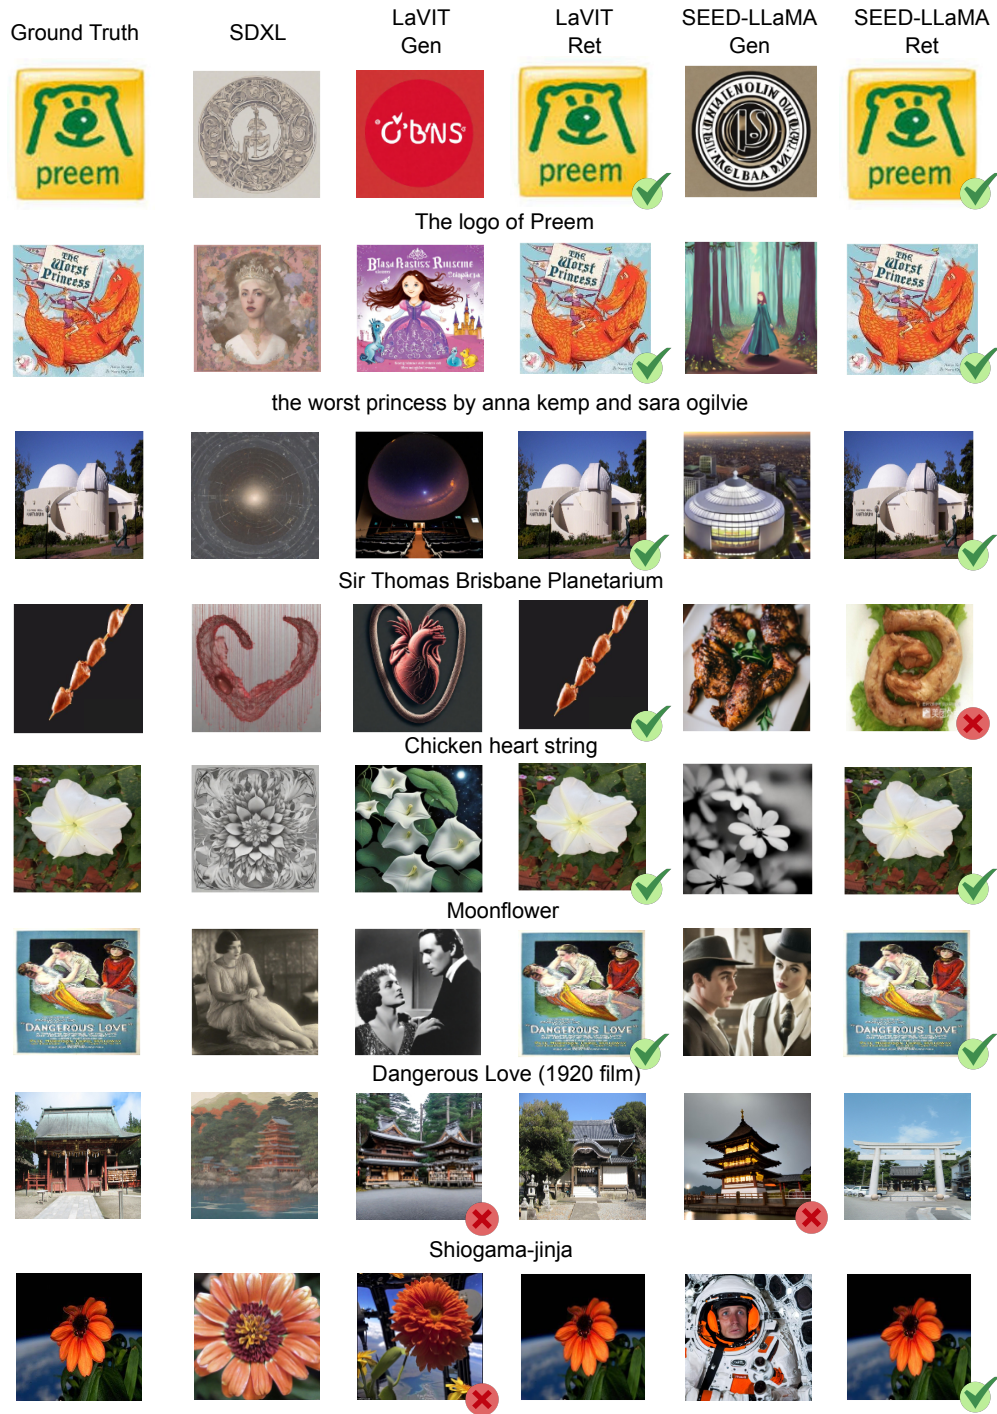 Ground Truth
SDXL
LaVIT
Gen
LaVIT
Ret
SEED-LLaMA
Gen
SEED-LLaMA
Ret
preem
C'BNS
preem
preem
The logo of Preem
THE
Worst
Princess
THE
Worst
Princess
THE
Worst
Princess
the worst princess by anna kemp and sara ogilvie
Sir Thomas Brisbane Planetarium
Chicken heart string
Moonflower
DANGEROUS LOVE
"DANGEROUS LOVE"
DANGEROUS LOVE
Dangerous Love (1920 film)
Shiogama-jinja